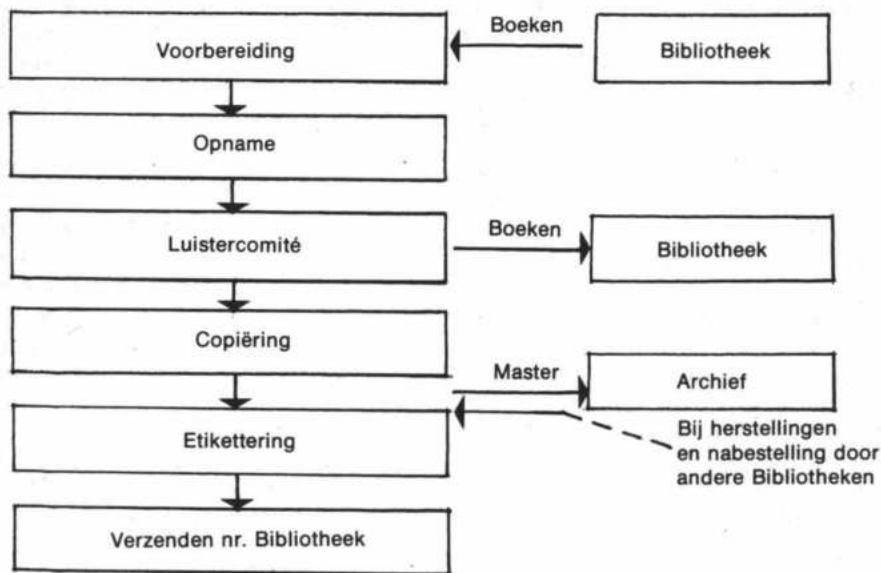 Boeken
Voorbereiding
Bibliotheek
Opname
Luistercomité
Boeken
Bibliotheek
Copiëring
Master
Archief
Etikettering
Bij herstellingen
en nabestelling door
andere Bibliotheken
Verzenden nr. Bibliotheek